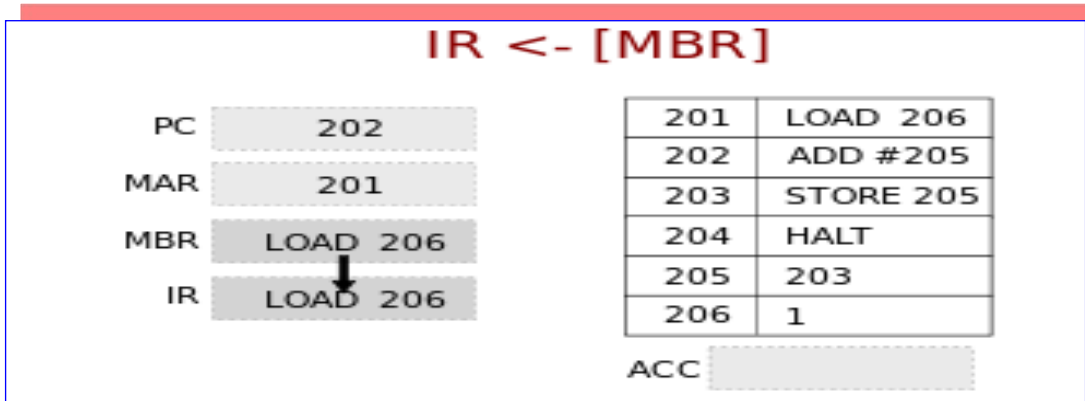 IR <- [MBR]
PC 202
MAR 201
MBR LOAD 206
IR LOAD 206
201 LOAD 206
202 ADD #205
203 STORE 205
204 HALT
205 203
206 1
ACC